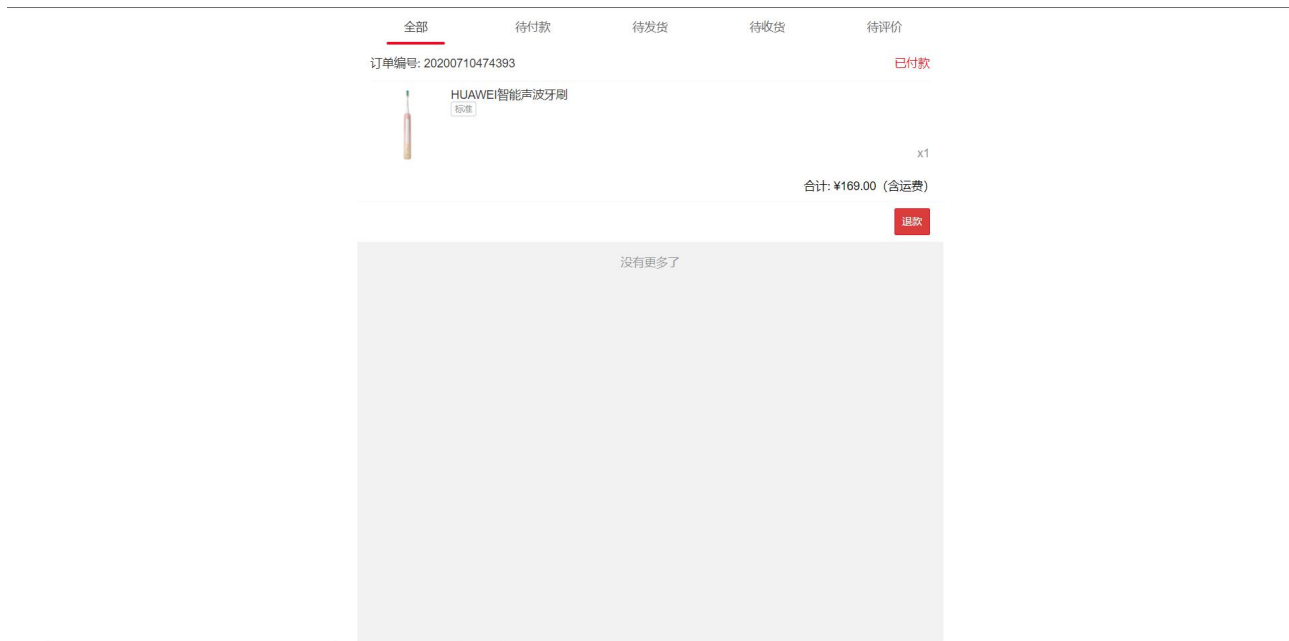 全部 待付款 待发货 待收货 待评价
订单编号: 20200710474393 已付款
HUAWEI智能声波牙刷
标准
x1
合计: ¥169.00（含运费）
退款
没有更多了